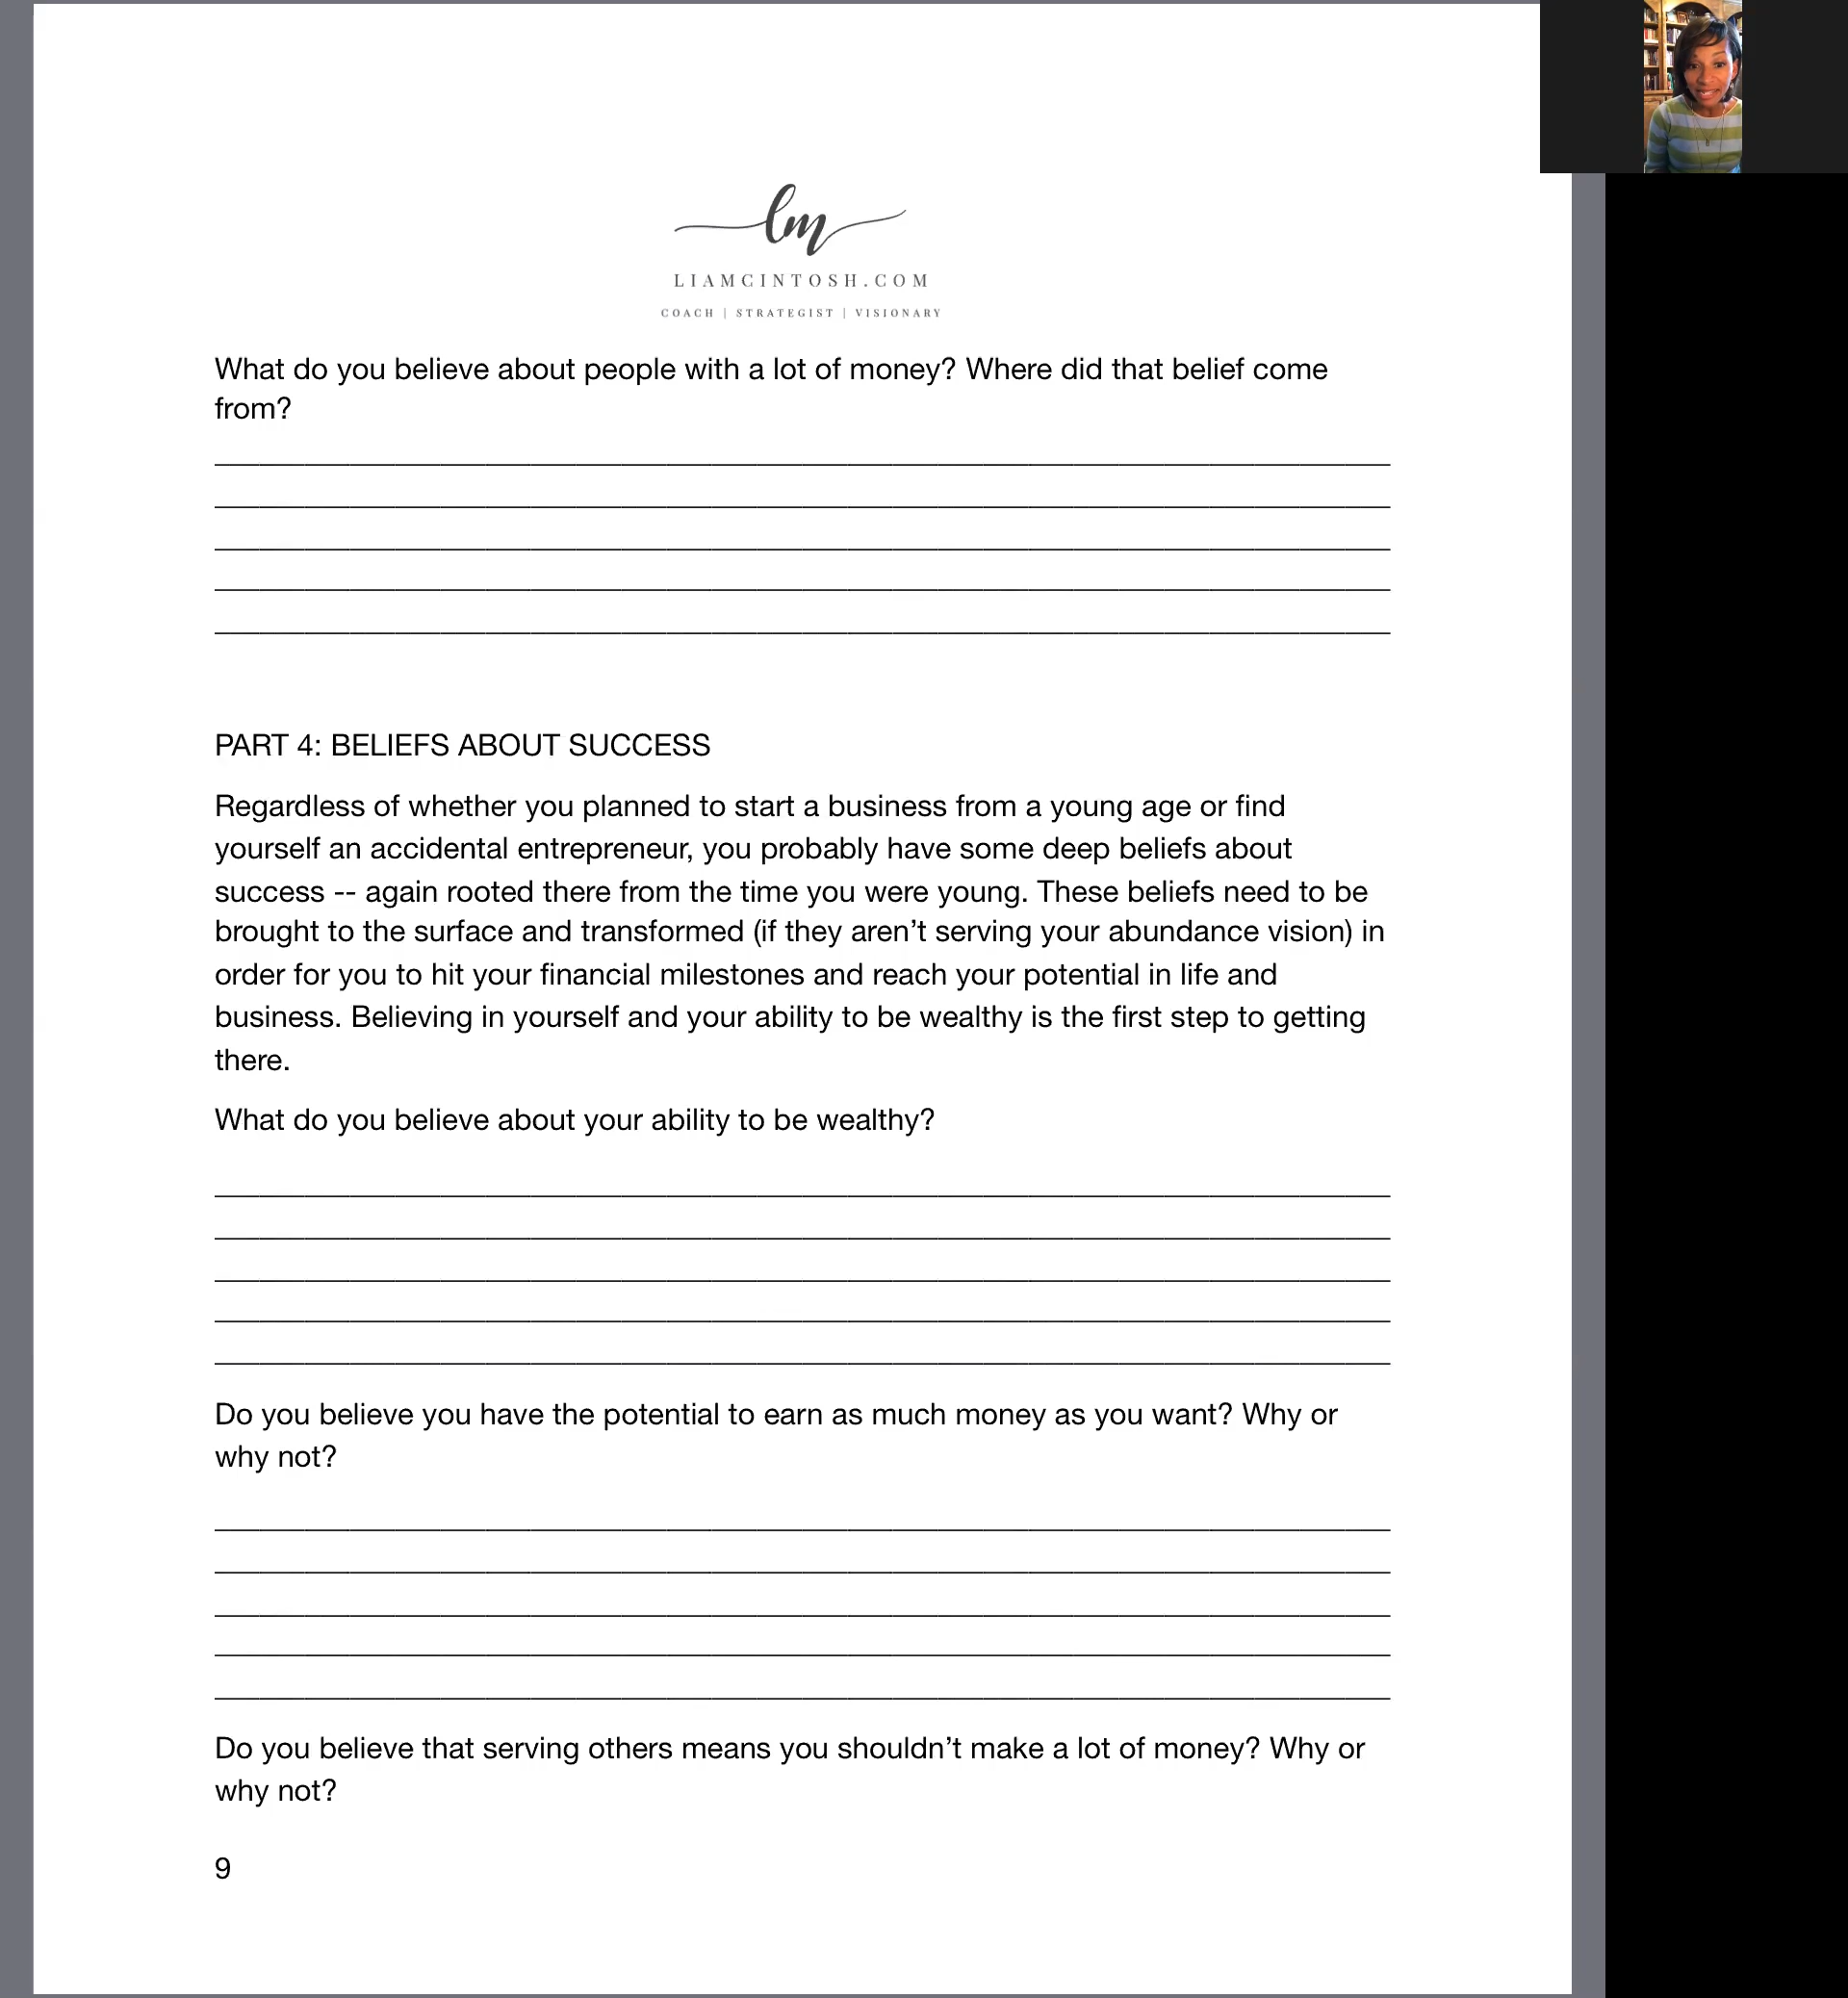 lm
LIAMCINTOSH.COM
COACH | STRATEGIST | VISIONARY
What do you believe about people with a lot of money? Where did that belief come
from?
PART 4: BELIEFS ABOUT SUCCESS
Regardless of whether you planned to start a business from a young age or find
yourself an accidental entrepreneur, you probably have some deep beliefs about
success -- again rooted there from the time you were young. These beliefs need to be
brought to the surface and transformed (if they aren’t serving your abundance vision) in
order for you to hit your financial milestones and reach your potential in life and
business. Believing in yourself and your ability to be wealthy is the first step to getting
there.
What do you believe about your ability to be wealthy?
Do you believe you have the potential to earn as much money as you want? Why or
why not?
Do you believe that serving others means you shouldn’t make a lot of money? Why or
why not?
9